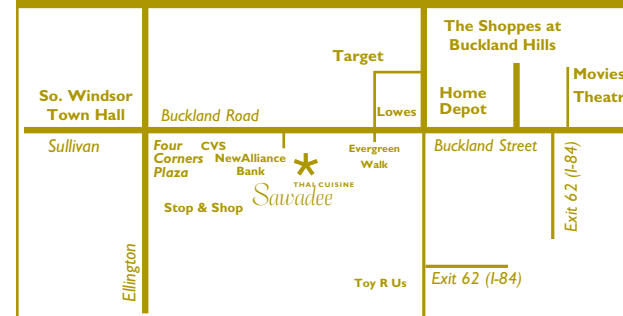 The Shoppes at
Buckland Hills
Target
Movies
Theatr
Home
Depot
Lowes
So. Windsor
Town Hall
Buckland Road
Sullivan
Four
Corners
Plaza
CVS
NewAlliance
Bank
Evergreen
Walk
Buckland Street
THAI CUISINE
Sawadee
Stop & Shop
Exit 62 (I-84)
Ellington
Toy R Us
Exit 62 (I-84)